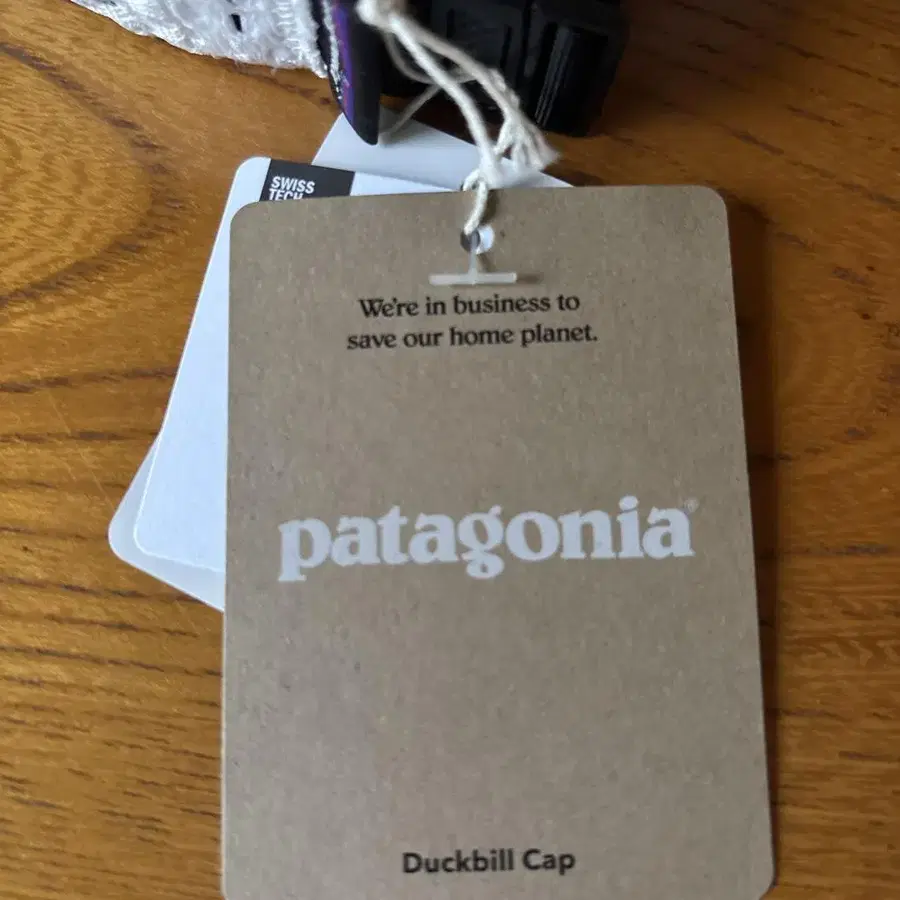 SWISS
TECH
We're in business to
save our home planet.
patagonia®
Duckbill Cap